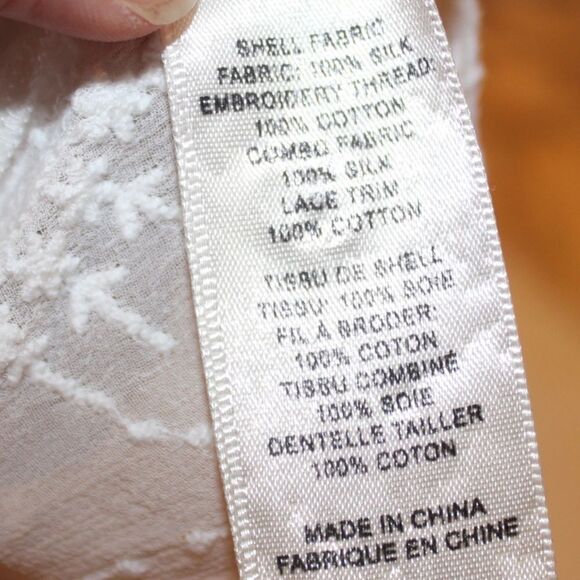 SHELL FABRIC
FABRIC: 100% SILK
EMBROIDERY THREAD:
100% COTTON
COMBO FABRIC
100% SILK
LACE TRIM
100% COTTON
TISSU DE SHELL
TISSU: 100% SOIE
FIL À BRODER:
100% COTON
TISSU COMBINÉ
100% SOIE
DENTELLE TAILLER
100% COTON
MADE IN CHINA
FABRIQUE EN CHINE